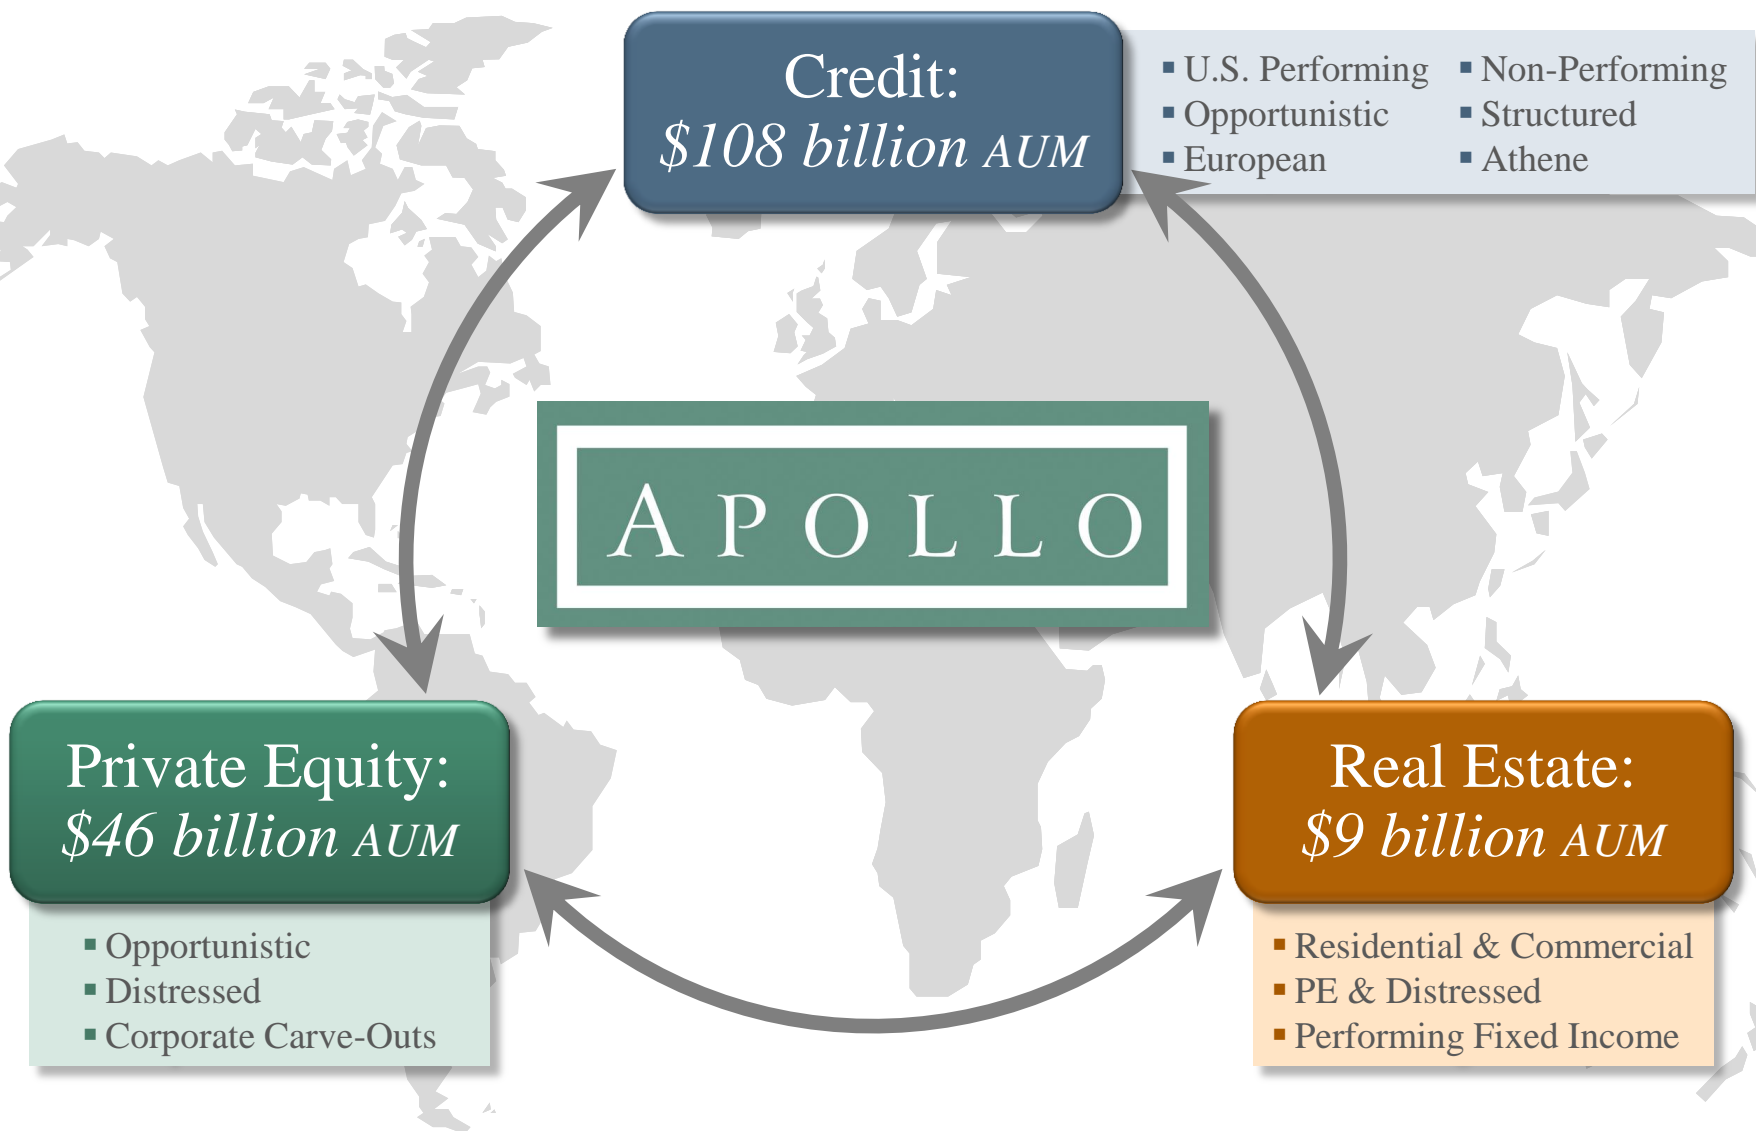 Credit:
$108 billion AUM
▪ U.S. Performing
▪ Opportunistic
▪ European
▪ Non-Performing
▪ Structured
▪ Athene
APOLLO
Private Equity:
$46 billion AUM
▪ Opportunistic
▪ Distressed
▪ Corporate Carve-Outs
Real Estate:
$9 billion AUM
▪ Residential & Commercial
▪ PE & Distressed
▪ Performing Fixed Income